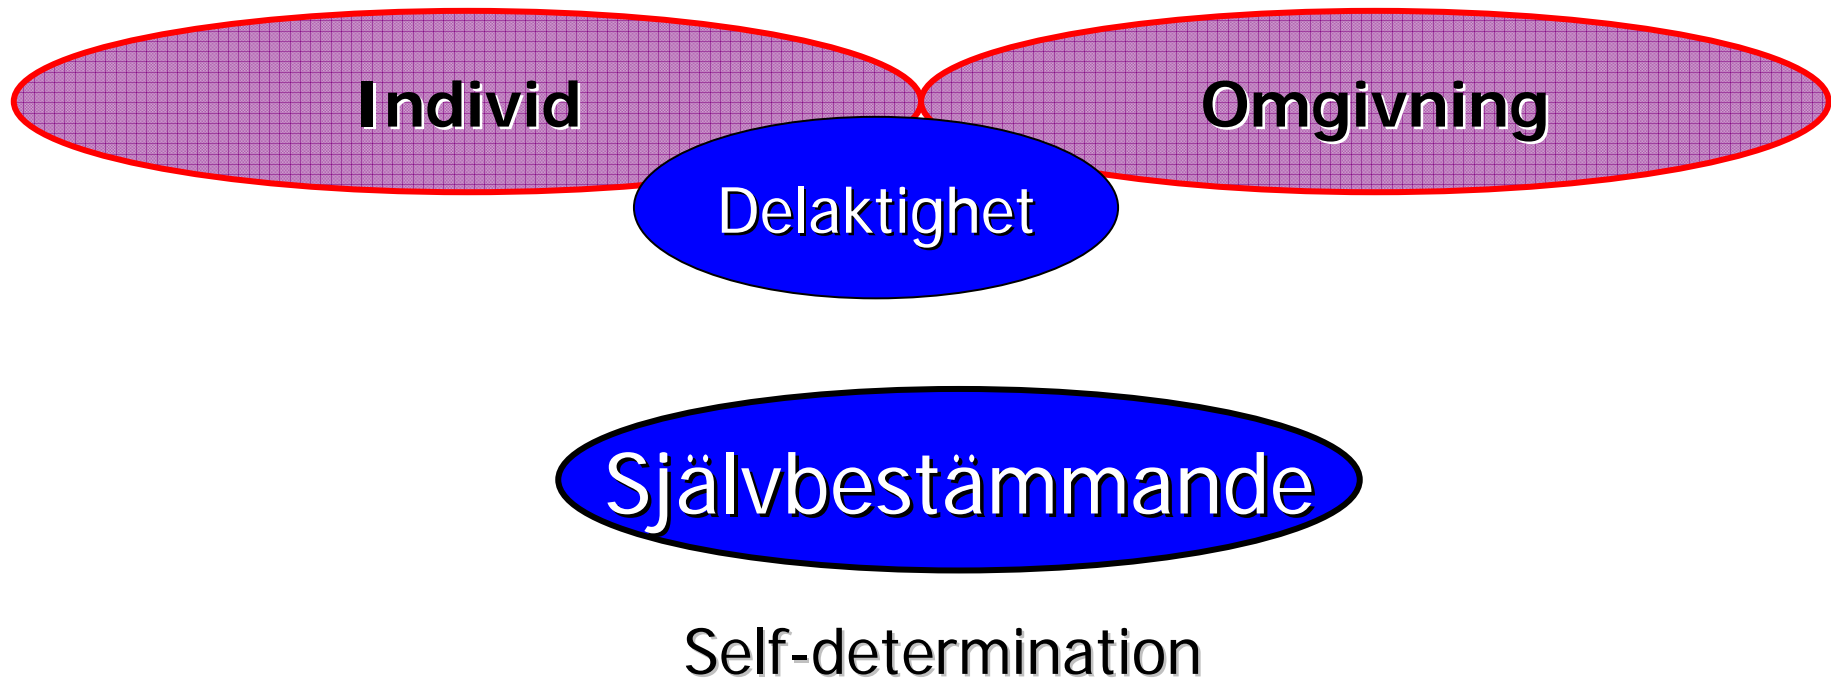 Individ
Omgivning
Delaktighet
Självbestämmande
Self-determination